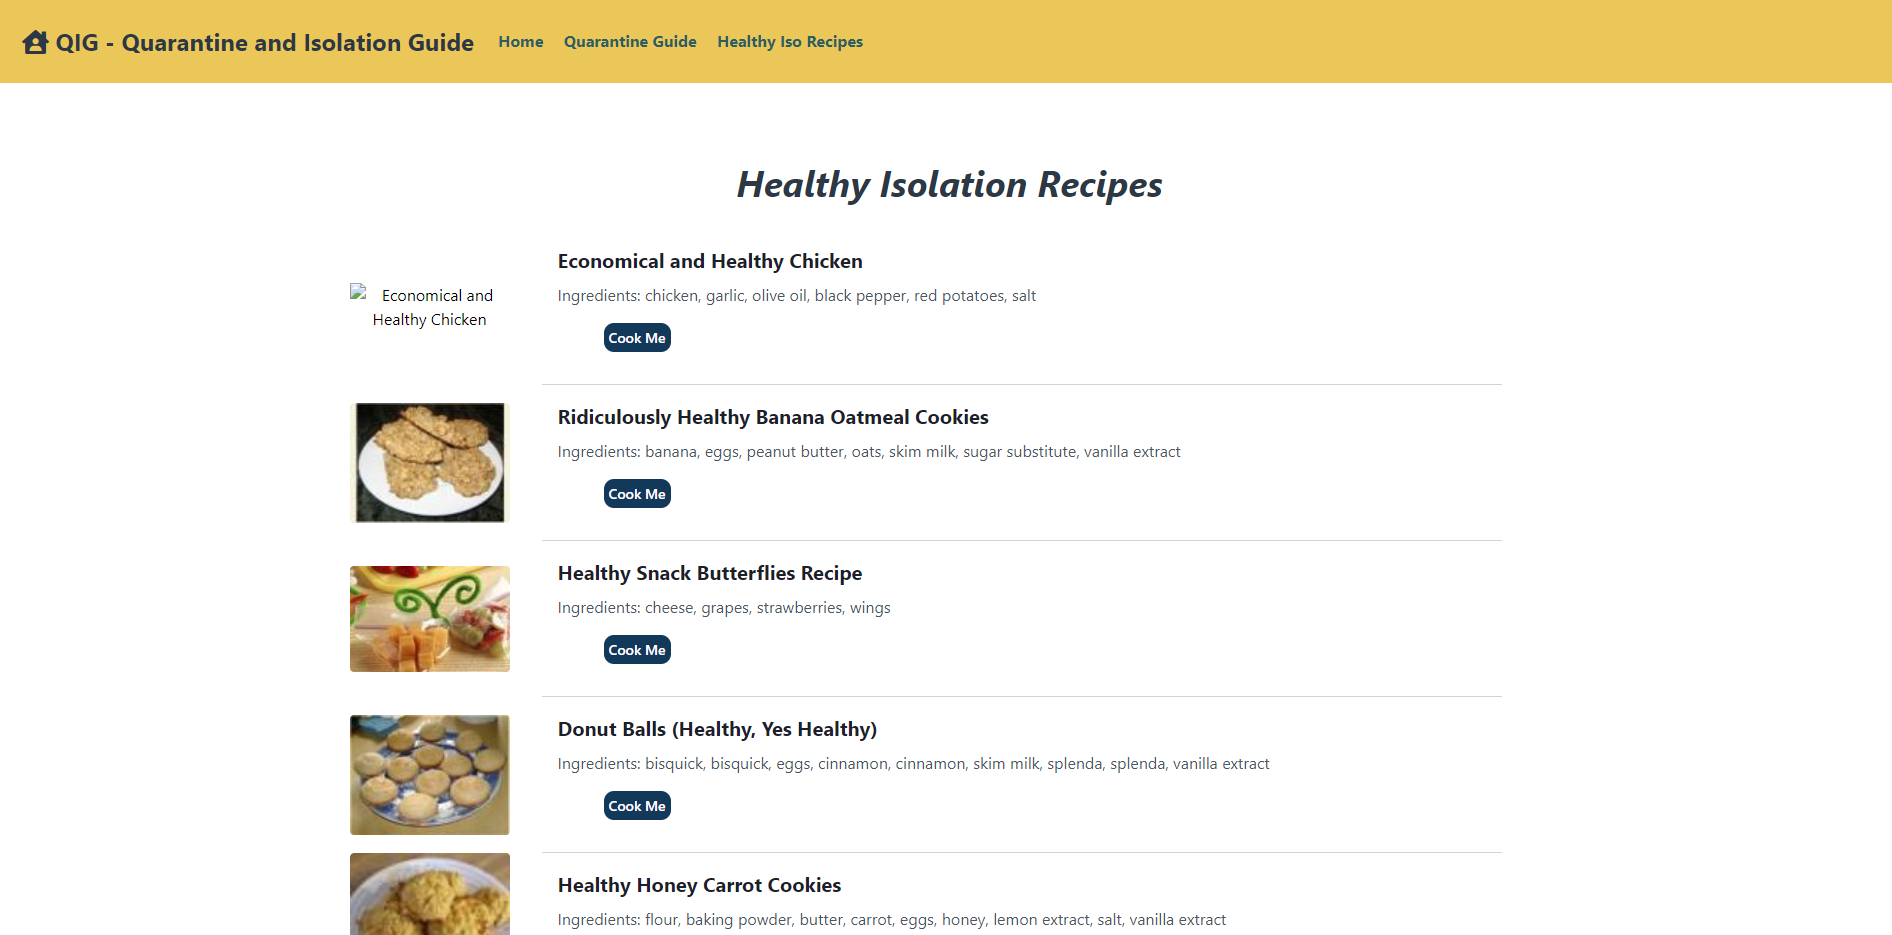 QIG - Quarantine and Isolation Guide Home Quarantine Guide Healthy Iso Recipes
Healthy Isolation Recipes
Economical and
Healthy Chicken
Economical and Healthy Chicken
Ingredients: chicken, garlic, olive oil, black pepper, red potatoes, salt
Cook Me
Ridiculously Healthy Banana Oatmeal Cookies
Ingredients: banana, eggs, peanut butter, oats, skim milk, sugar substitute, vanilla extract
Cook Me
Healthy Snack Butterflies Recipe
Ingredients: cheese, grapes, strawberries, wings
Cook Me
Donut Balls (Healthy, Yes Healthy)
Ingredients: bisquick, bisquick, eggs, cinnamon, cinnamon, skim milk, splenda, splenda, vanilla extract
Cook Me
Healthy Honey Carrot Cookies
Ingredients: flour, baking powder, butter, carrot, eggs, honey, lemon extract, salt, vanilla extract